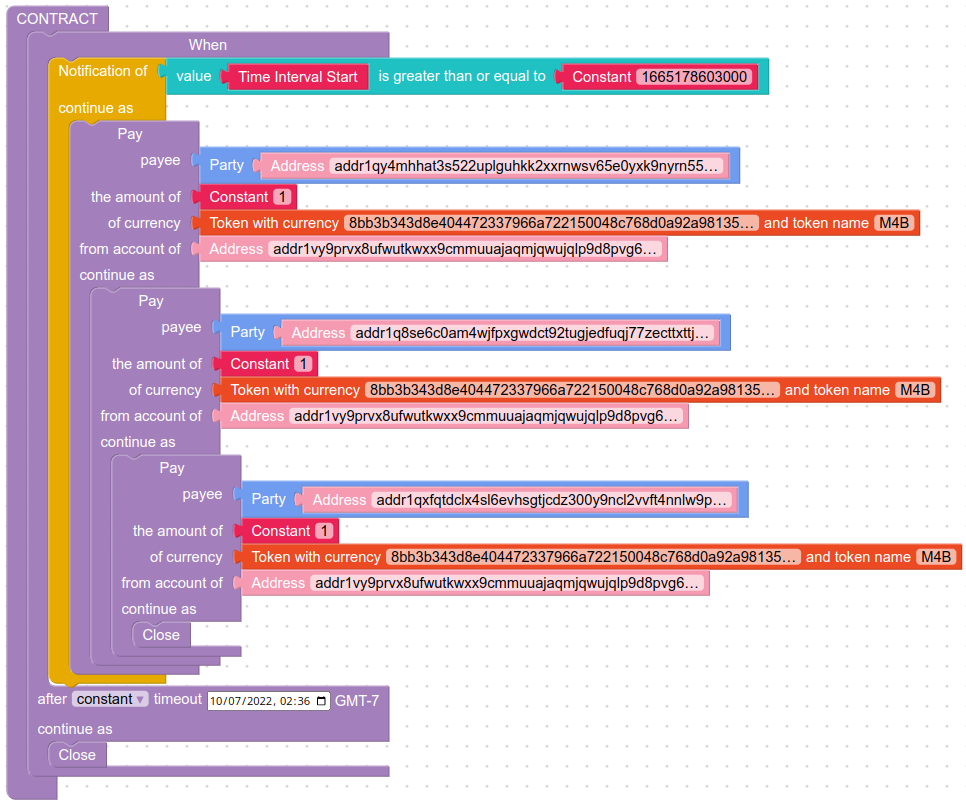 CONTRACT
When
Notification of value Time Interval Start is greater than or equal to Constant 1665178603000
continue as
Pay
payee Party Address addr1qy4mhhat3s522uplguhkk2xxrnwsv65e0yxk9nyrn55…
the amount of Constant 1
of currency Token with currency 8bb3b343d8e404472337966a722150048c768d0a92a98135… and token name M4B
from account of Address addr1vy9prvx8ufwutkwxx9cmmuuajaqmjqwujqlp9d8pvg6…
continue as
Pay
payee Party Address addr1q8se6c0am4wjfpxgwdct92tugjedfuqj77zecttxttj…
the amount of Constant 1
of currency Token with currency 8bb3b343d8e404472337966a722150048c768d0a92a98135… and token name M4B
from account of Address addr1vy9prvx8ufwutkwxx9cmmuuajaqmjqwujqlp9d8pvg6…
continue as
Pay
payee Party Address addr1qxfqtdclx4sl6evhsgtjcdz300y9ncl2vvft4nnlw9p…
the amount of Constant 1
of currency Token with currency 8bb3b343d8e404472337966a722150048c768d0a92a98135… and token name M4B
from account of Address addr1vy9prvx8ufwutkwxx9cmmuuajaqmjqwujqlp9d8pvg6…
continue as
Close
after constant timeout 10/07/2022, 02:36 GMT-7
continue as
Close